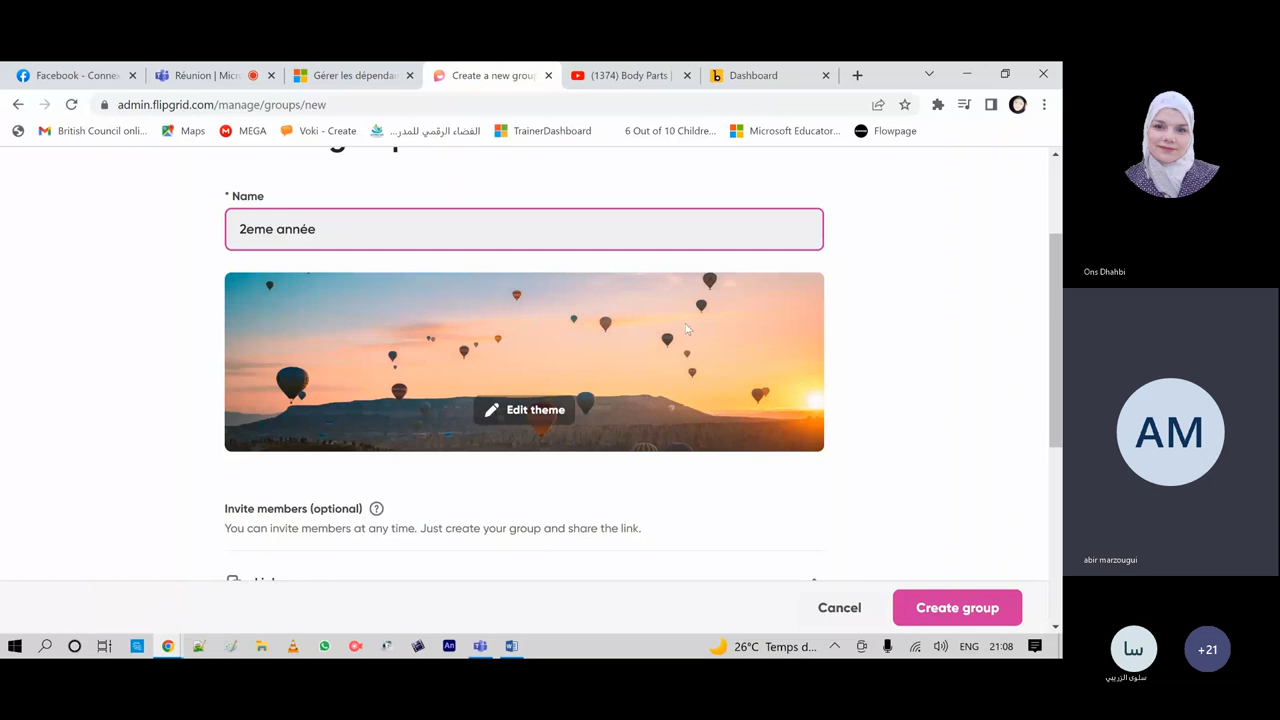 Facebook - Connex
Réunion | Micr
Gérer les dépendan
Create a new group
(1374) Body Parts |
Dashboard
admin.flipgrid.com/manage/groups/new
British Council onli...
Maps
MEGA
Voki - Create
الفضاء الرقمي للمدر...
TrainerDashboard
6 Out of 10 Childre...
Microsoft Educator...
Flowpage
* Name
2eme année
Edit theme
Invite members (optional) ?
You can invite members at any time. Just create your group and share the link.
Cancel
Create group
26°C Temps d...
ENG
21:08
Ons Dhahbi
AM
abir marzougui
سا
+21
سلوى الزريبي